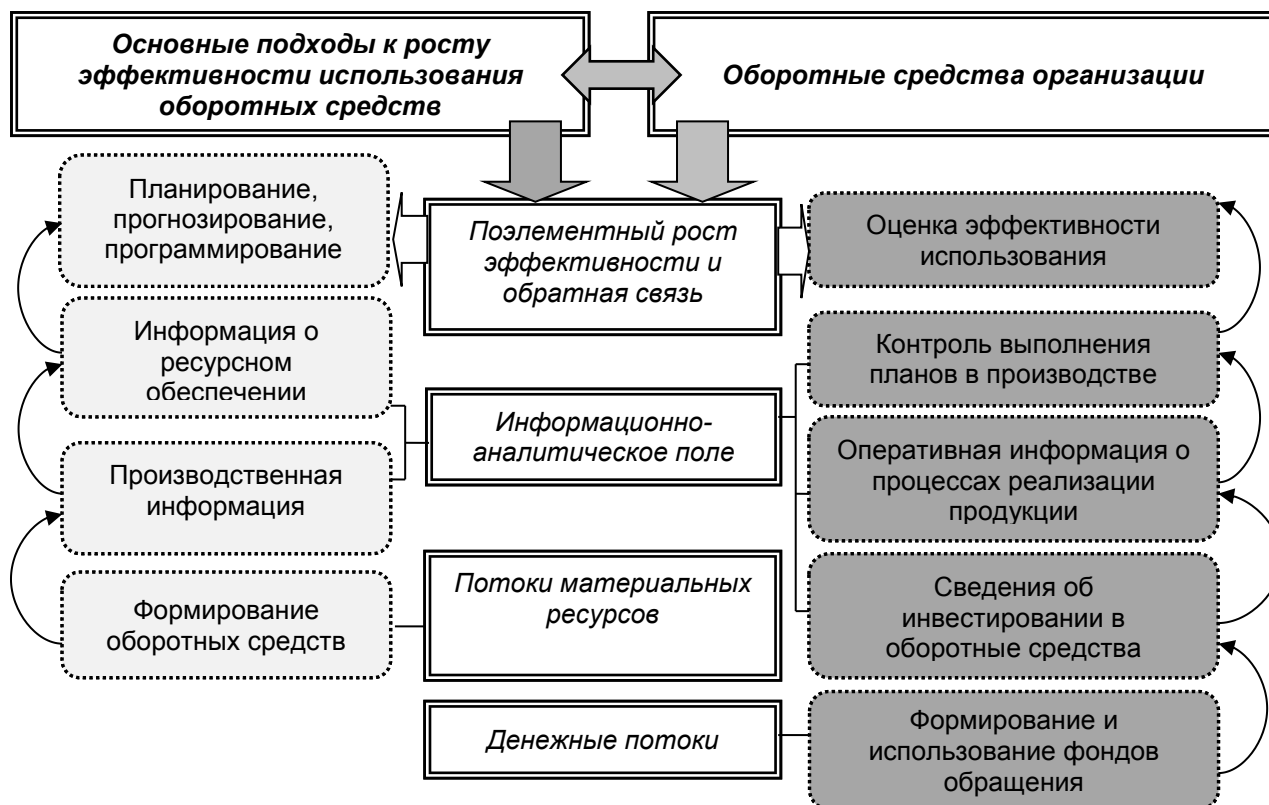 Основные подходы к росту
эффективности использования
оборотных средств
Оборотные средства организации
Планирование,
прогнозирование,
программирование
Поэлементный рост
эффективности и
обратная связь
Оценка эффективности
использования
Информация о
ресурсном
обеспечении
Информационно-
аналитическое поле
Контроль выполнения
планов в производстве
Производственная
информация
Оперативная информация о
процессах реализации
продукции
Формирование
оборотных средств
Потоки материальных
ресурсов
Сведения об
инвестировании в
оборотные средства
Денежные потоки
Формирование и
использование фондов
обращения